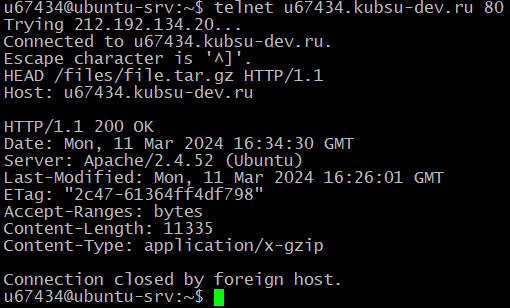 u67434@ubuntu-srv:~$ telnet u67434.kubsu-dev.ru 80
Trying 212.192.134.20...
Connected to u67434.kubsu-dev.ru.
Escape character is '^]'.
HEAD /files/file.tar.gz HTTP/1.1
Host: u67434.kubsu-dev.ru

HTTP/1.1 200 OK
Date: Mon, 11 Mar 2024 16:34:30 GMT
Server: Apache/2.4.52 (Ubuntu)
Last-Modified: Mon, 11 Mar 2024 16:26:01 GMT
ETag: "2c47-61364ff4df798"
Accept-Ranges: bytes
Content-Length: 11335
Content-Type: application/x-gzip

Connection closed by foreign host.
u67434@ubuntu-srv:~$